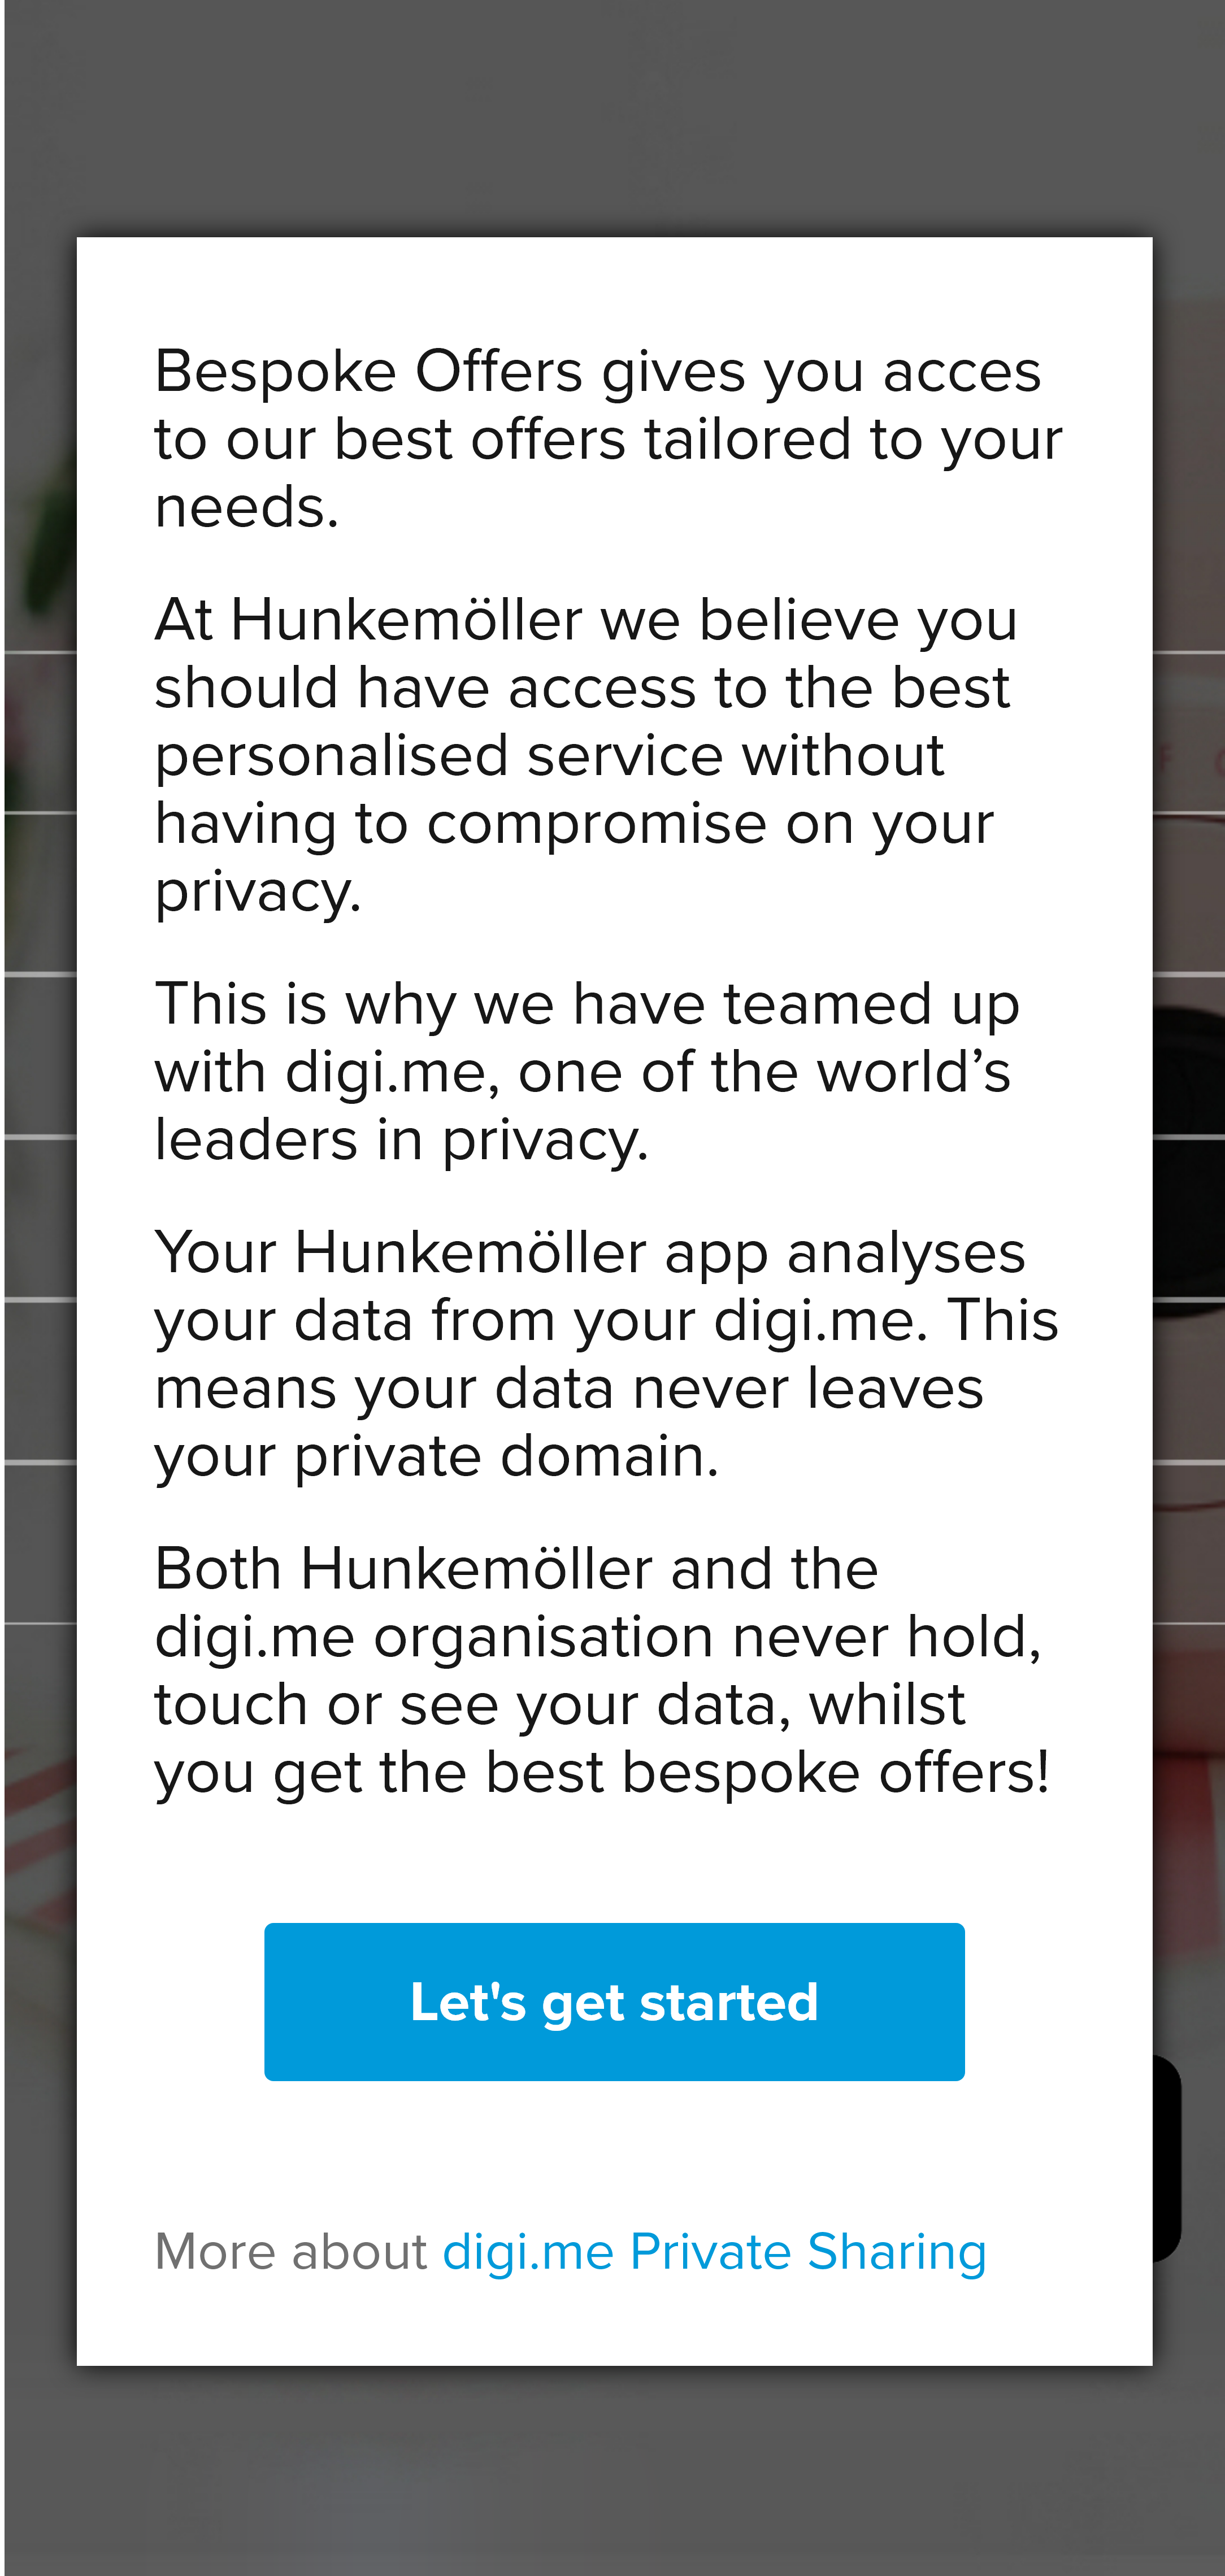 Bespoke Offers gives you acces
to our best offers tailored to your
needs.
At Hunkemöller we believe you
should have access to the best
personalised service without
having to compromise on your
privacy.
This is why we have teamed up
with digi.me, one of the world’s
leaders in privacy.
Your Hunkemöller app analyses
your data from your digi.me. This
means your data never leaves
your private domain.
Both Hunkemöller and the
digi.me organisation never hold,
touch or see your data, whilst
you get the best bespoke offers!
Let's get started
More about digi.me Private Sharing